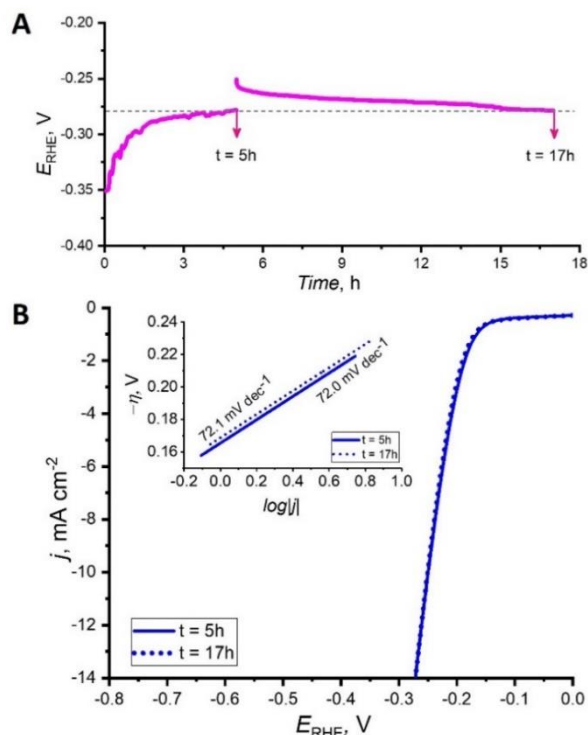 A
-0.20
-0.25
-0.30
-0.35
-0.40
E_RHE, V
t = 5h
t = 17h
0 3 6 9 12 15 18
Time, h
B
0
-2
-4
-6
-8
-10
-12
-14
j, mA cm⁻²
0.24
0.22
0.20
0.18
0.16
−η, V
72.1 mV dec⁻¹
72.0 mV dec⁻¹
t = 5h
t = 17h
-0.2 0.0 0.2 0.4 0.6 0.8 1.0
log|j|
t = 5h
t = 17h
-0.8 -0.7 -0.6 -0.5 -0.4 -0.3 -0.2 -0.1 0.0
E_RHE, V